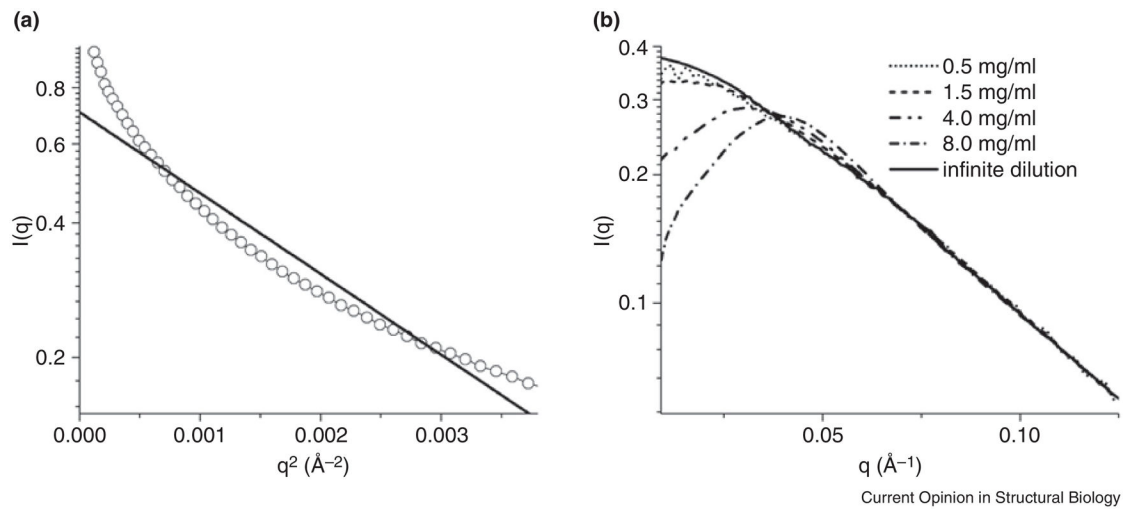 (a)
0.8
0.6
0.4
0.2
I(q)
0.000
0.001
0.002
0.003
q² (Å⁻²)
(b)
0.4
0.3
0.2
0.1
I(q)
0.5 mg/ml
1.5 mg/ml
4.0 mg/ml
8.0 mg/ml
infinite dilution
0.05
0.10
q (Å⁻¹)
Current Opinion in Structural Biology